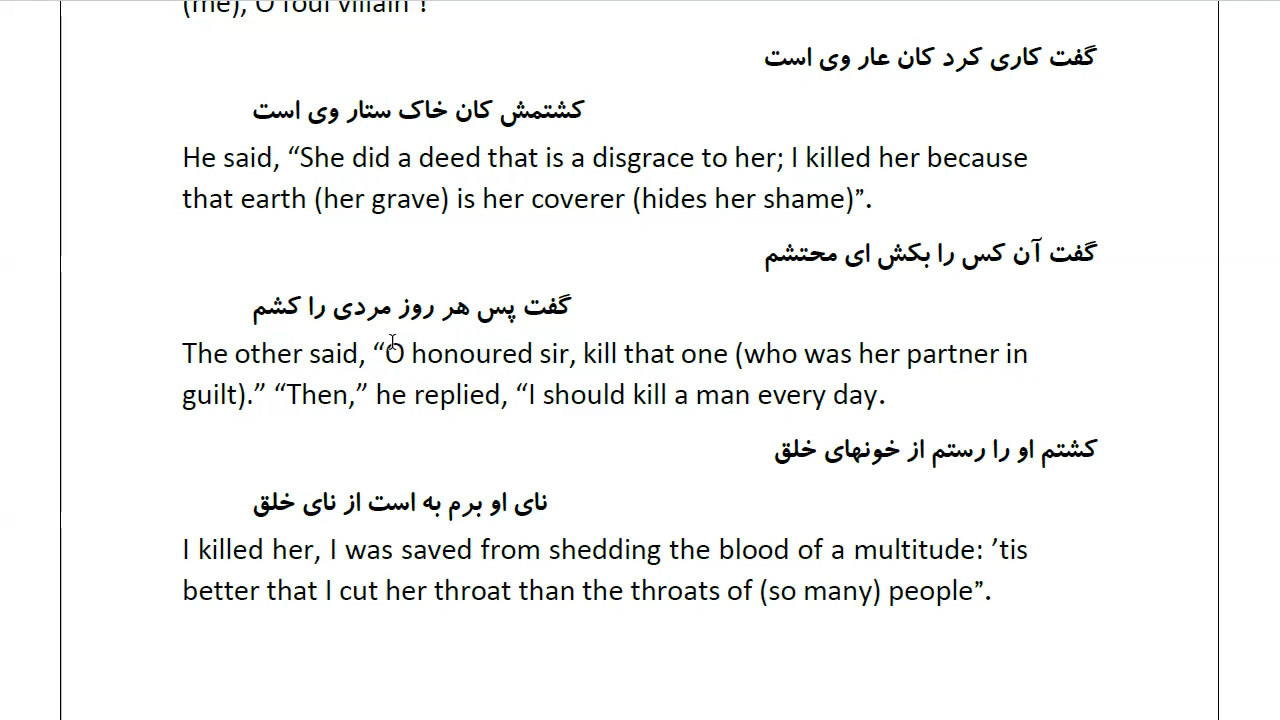 (me), O foul villain”!
گفت کاری کرد کان عار وی است
کشتمش کان خاک ستار وی است
He said, “She did a deed that is a disgrace to her; I killed her because
that earth (her grave) is her coverer (hides her shame)”.
گفت آن کس را بکش ای محتشم
گفت پس هر روز مردی را کشم
The other said, “O honoured sir, kill that one (who was her partner in
guilt).” “Then,” he replied, “I should kill a man every day.
کشتم او را رستم از خونهای خلق
نای او برم به است از نای خلق
I killed her, I was saved from shedding the blood of a multitude: ’tis
better that I cut her throat than the throats of (so many) people”.